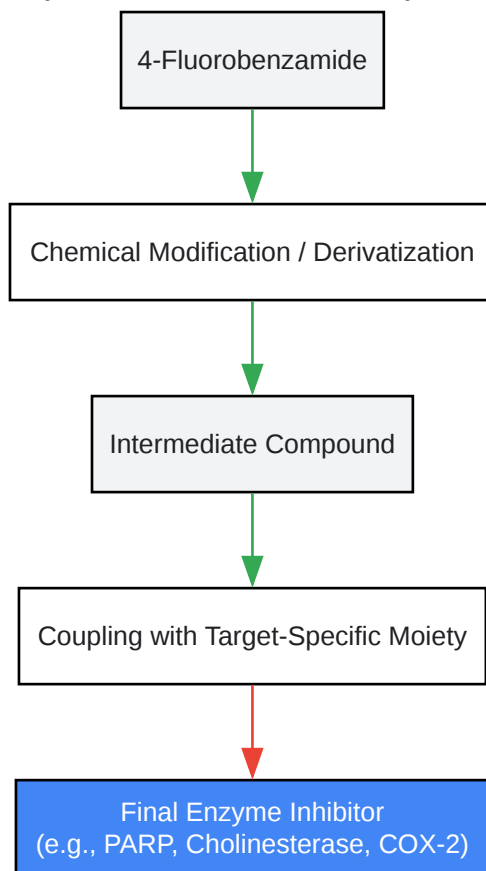 4-Fluorobenzamide
Chemical Modification / Derivatization
Intermediate Compound
Coupling with Target-Specific Moiety
Final Enzyme Inhibitor
(e.g., PARP, Cholinesterase, COX-2)